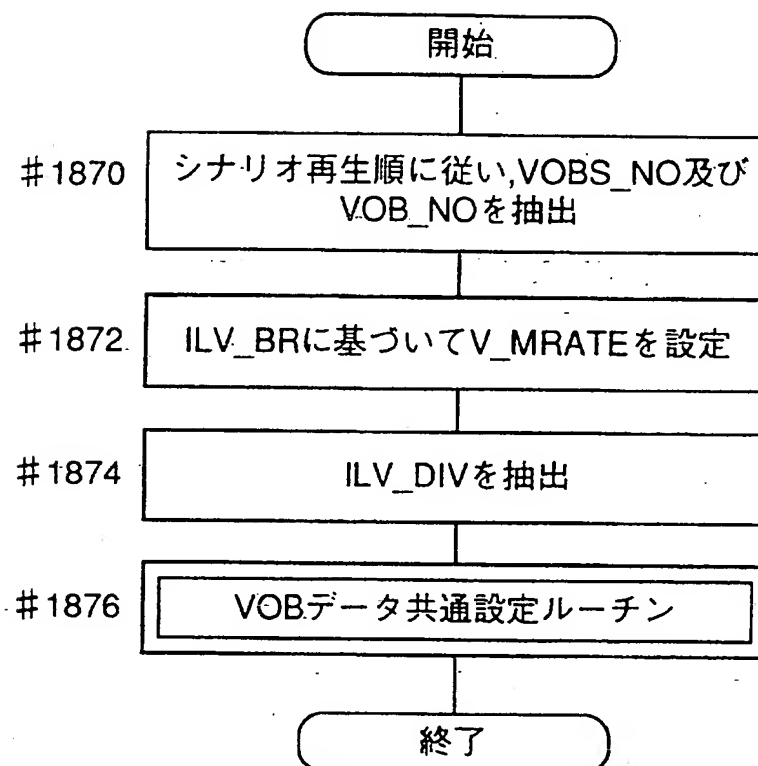 開始
#1870
シナリオ再生順に従い,VOBS_NO及び
VOB_NOを抽出
#1872
ILV_BRに基づいてV_MRATEを設定
#1874
ILV_DIVを抽出
#1876
VOBデータ共通設定ルーチン
終了